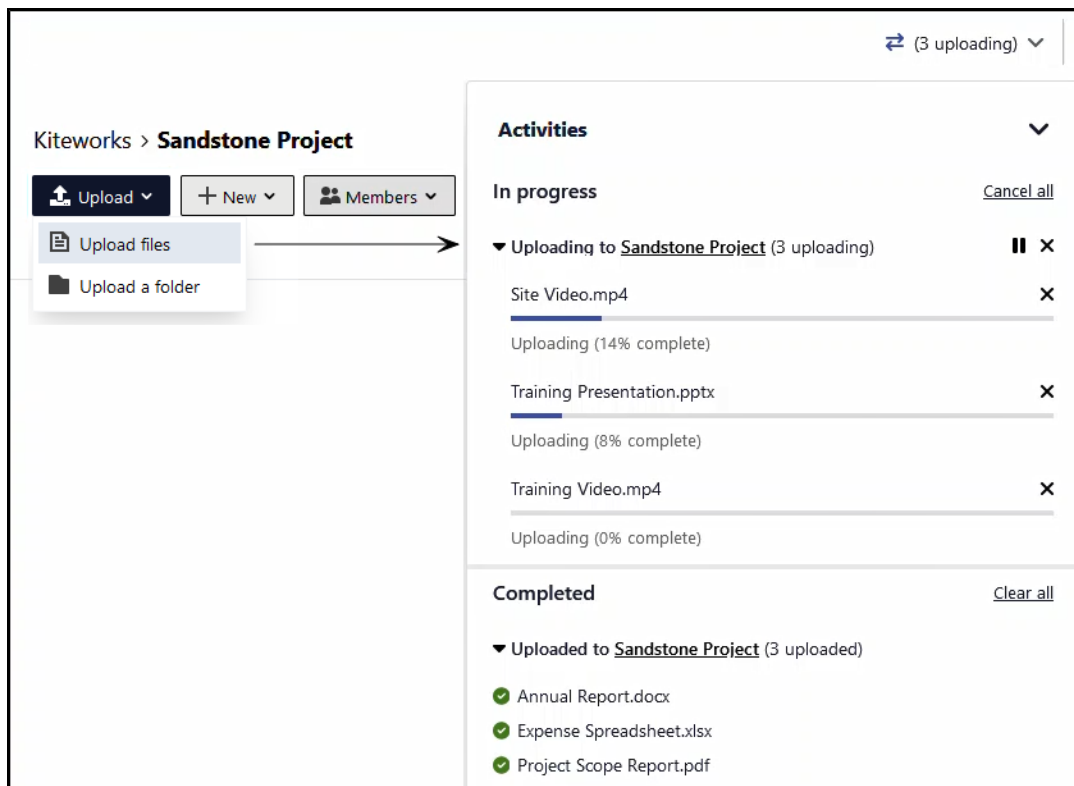 (3 uploading)
Kiteworks > Sandstone Project
Upload
New
Members
Upload files
Upload a folder
Activities
In progress
Cancel all
Uploading to Sandstone Project (3 uploading)
Site Video.mp4
Uploading (14% complete)
Training Presentation.pptx
Uploading (8% complete)
Training Video.mp4
Uploading (0% complete)
Completed
Clear all
Uploaded to Sandstone Project (3 uploaded)
Annual Report.docx
Expense Spreadsheet.xlsx
Project Scope Report.pdf